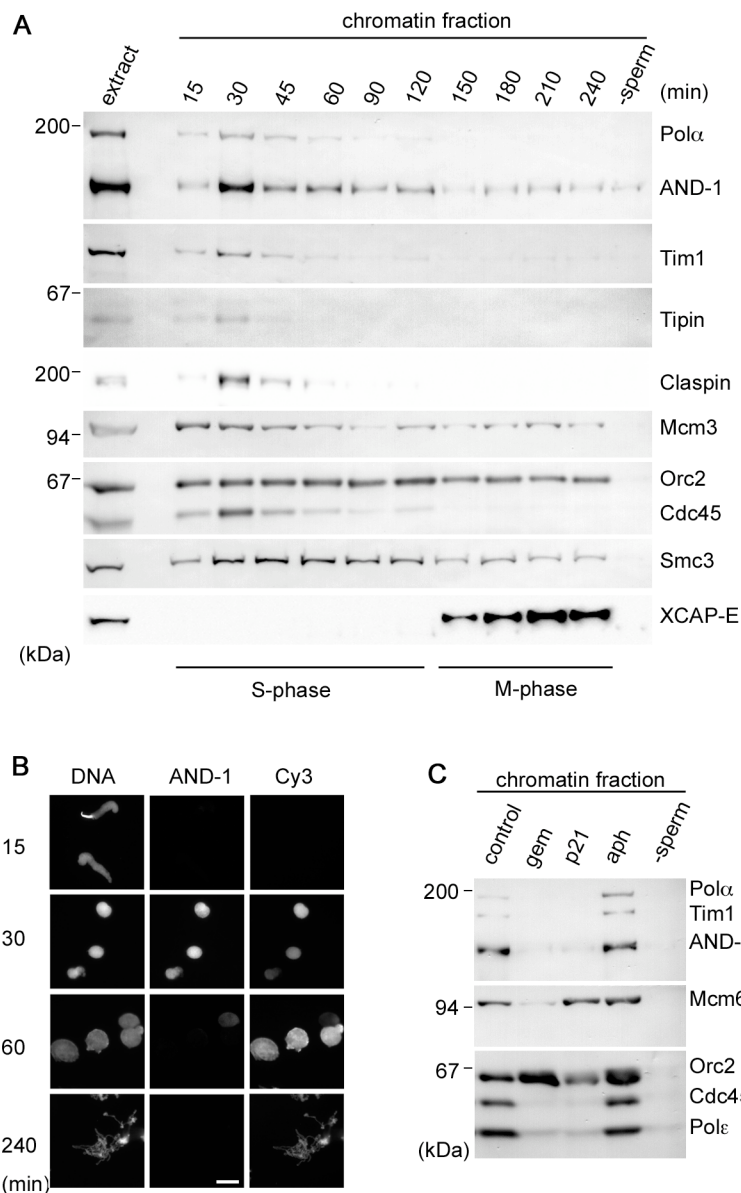 A
chromatin fraction
extract 15 30 45 60 90 120 150 180 210 240 -sperm (min)
200 Polα
AND-1
Tim1
67 Tipin
200 Claspin
94 Mcm3
67 Orc2
Cdc45
Smc3
XCAP-E
(kDa)
S-phase M-phase
B
DNA AND-1 Cy3
15
30
60
240
(min)
C
chromatin fraction
control gem p21 aph -sperm
200 Polα
Tim1
AND-
94 Mcm6
67 Orc2
Cdc45
Polε
(kDa)